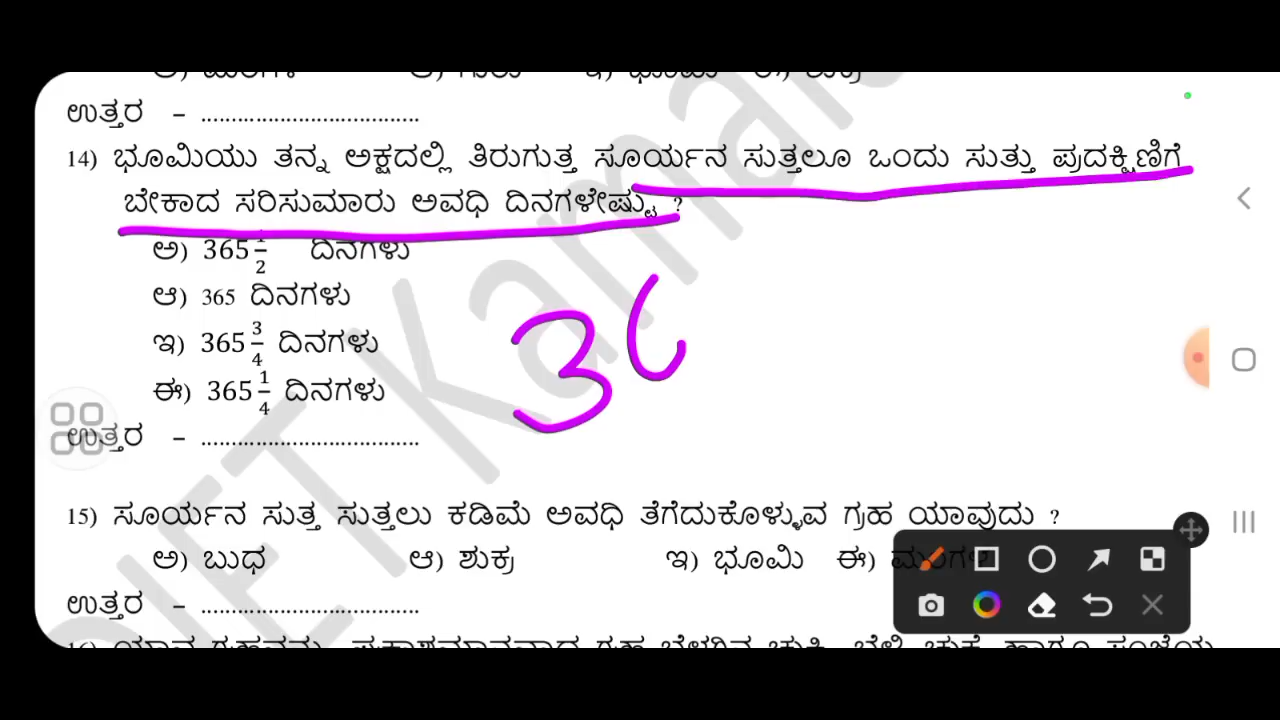 ಉತ್ತರ – ....................................
14) ಭೂಮಿಯು ತನ್ನ ಅಕ್ಷದಲ್ಲಿ ತಿರುಗುತ್ತ ಸೂರ್ಯನ ಸುತ್ತಲೂ ಒಂದು ಸುತ್ತು ಪ್ರದಕ್ಷಿಣಿಗೆ
ಬೇಕಾದ ಸರಿಸುಮಾರು ಅವಧಿ ದಿನಗಳೇಷ್ಟು ?
ಅ) 365 1/2 ದಿನಗಳು
ಆ) 365 ದಿನಗಳು
ಇ) 365 3/4 ದಿನಗಳು
ಈ) 365 1/4 ದಿನಗಳು
ಉತ್ತರ – ....................................
15) ಸೂರ್ಯನ ಸುತ್ತ ಸುತ್ತಲು ಕಡಿಮೆ ಅವಧಿ ತೆಗೆದುಕೊಳ್ಳುವ ಗ್ರಹ ಯಾವುದು ?
ಅ) ಬುಧ ಆ) ಶುಕ್ರ ಇ) ಭೂಮಿ ಈ) ಮಂಗಳ
ಉತ್ತರ – ....................................